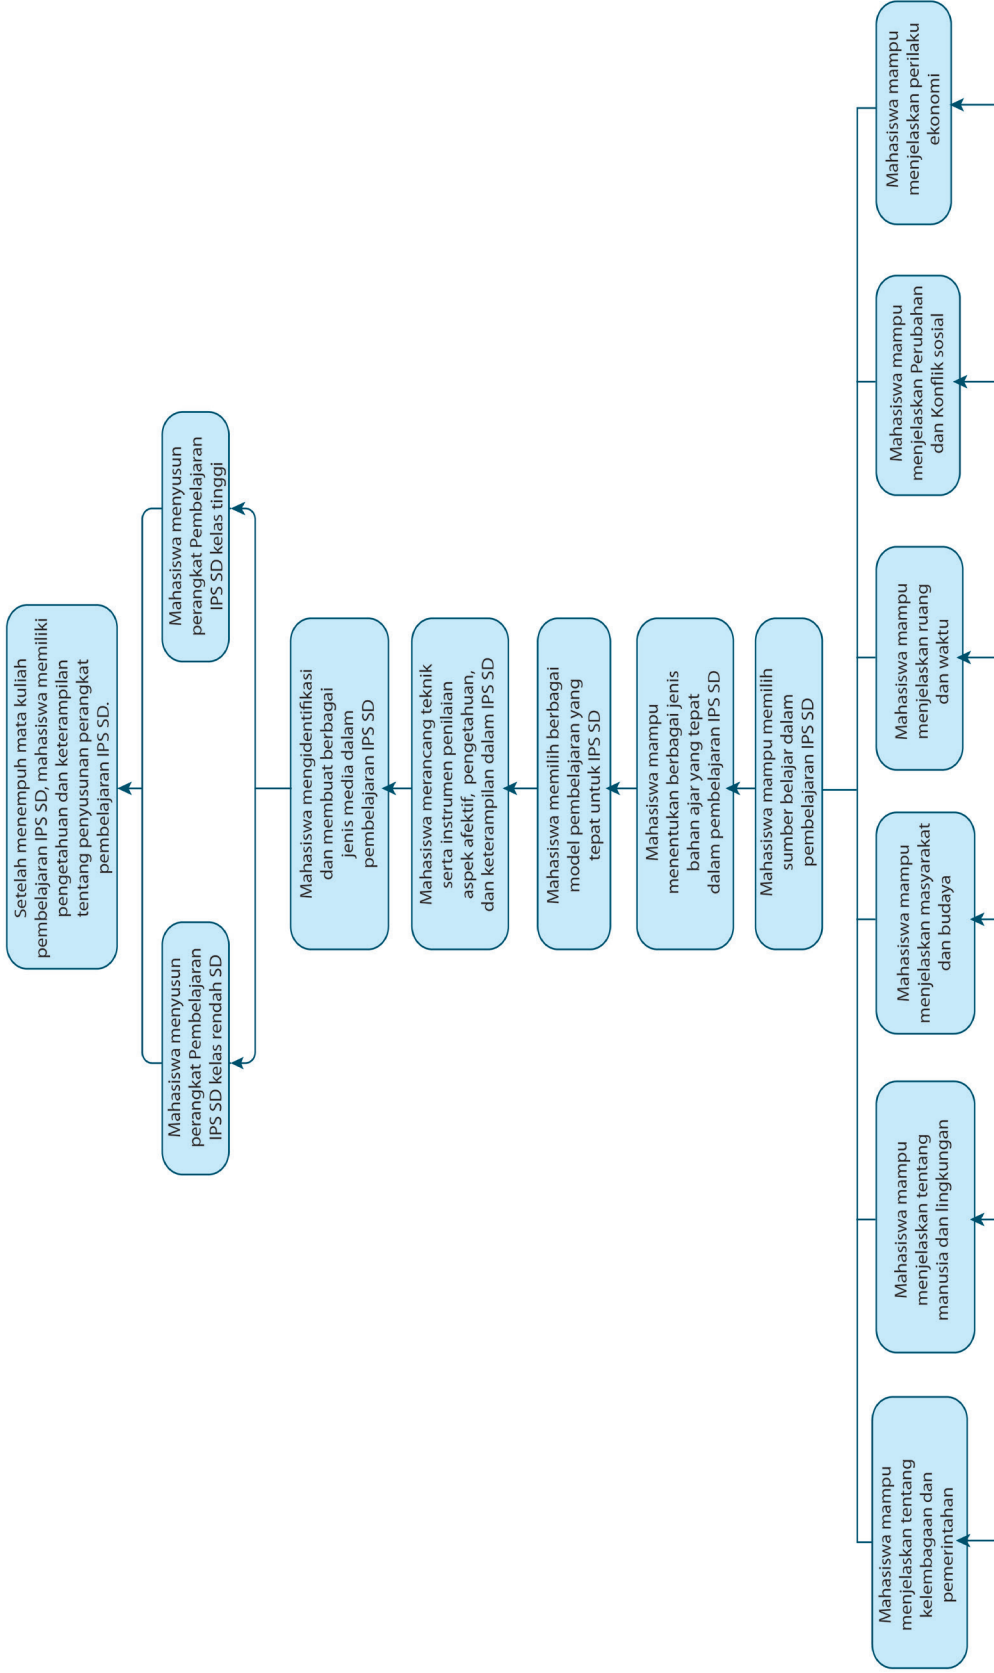 Setelah menempuh mata kuliah
pembelajaran IPS SD, mahasiswa memiliki
pengetahuan dan keterampilan
tentang penyusunan perangkat
pembelajaran IPS SD.
Mahasiswa menyusun
perangkat Pembelajaran
IPS SD kelas rendah SD
Mahasiswa menyusun
perangkat Pembelajaran
IPS SD kelas tinggi
Mahasiswa mengidentifikasi
dan membuat berbagai
jenis media dalam
pembelajaran IPS SD
Mahasiswa merancang teknik
serta instrumen penilaian
aspek afektif, pengetahuan,
dan keterampilan dalam IPS SD
Mahasiswa memilih berbagai
model pembelajaran yang
tepat untuk IPS SD
Mahasiswa mampu
menentukan berbagai jenis
bahan ajar yang tepat
dalam pembelajaran IPS SD
Mahasiswa mampu memilih
sumber belajar dalam
pembelajaran IPS SD
Mahasiswa mampu
menjelaskan tentang
kelembagaan dan
pemerintahan
Mahasiswa mampu
menjelaskan tentang
manusia dan lingkungan
Mahasiswa mampu
menjelaskan masyarakat
dan budaya
Mahasiswa mampu
menjelaskan ruang
dan waktu
Mahasiswa mampu
menjelaskan Perubahan
dan Konflik sosial
Mahasiswa mampu
menjelaskan perilaku
ekonomi